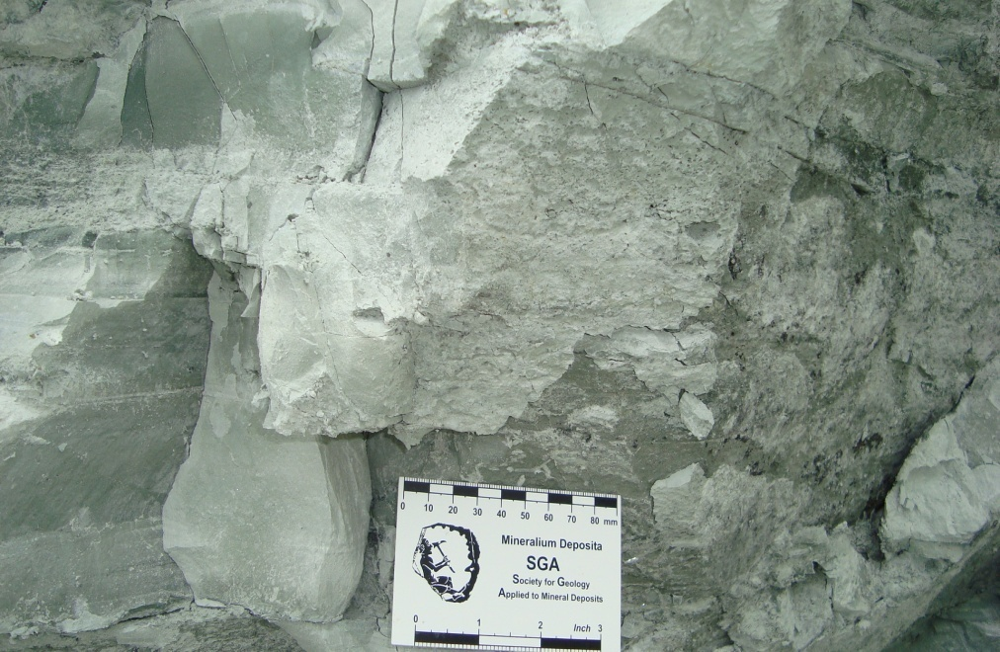 0 10 20 30 40 50 60 70 80 mm
Mineralium Deposita
SGA
Society for Geology
Applied to Mineral Deposits
0 1 2 Inch 3